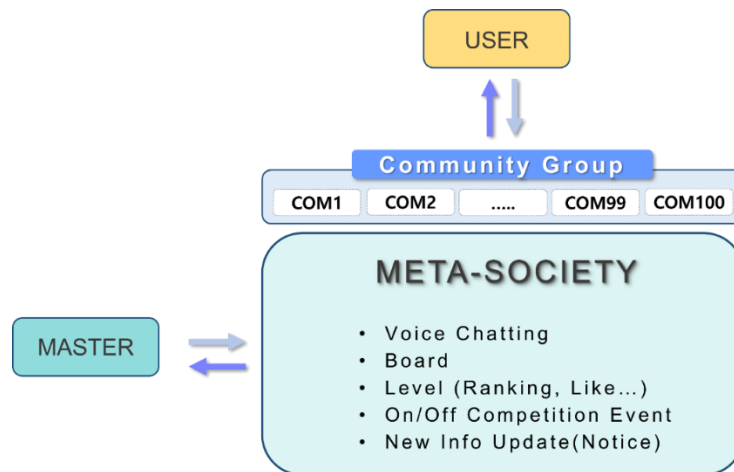 USER
Community Group
COM1 COM2 ..... COM99 COM100
META-SOCIETY
MASTER
• Voice Chatting
• Board
• Level (Ranking, Like…)
• On/Off Competition Event
• New Info Update(Notice)